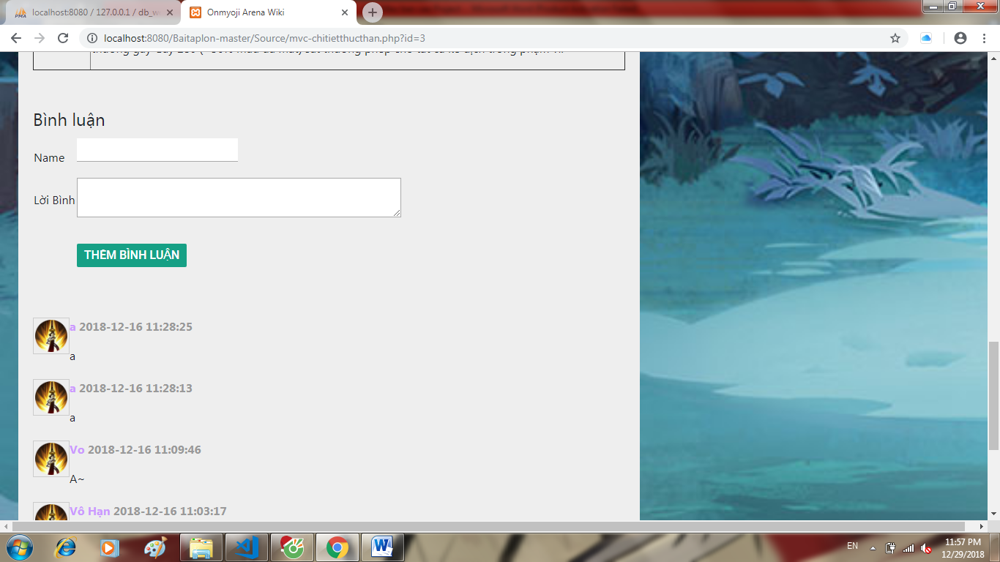 localhost:8080 / 127.0.0.1 / db_w
Onmyoji Arena Wiki
localhost:8080/Baitaplon-master/Source/mvc-chitietthucthan.php?id=3
Bình luận
Name
Lời Bình
THÊM BÌNH LUẬN
a 2018-12-16 11:28:25
a
a 2018-12-16 11:28:13
a
Vo 2018-12-16 11:09:46
A~
Vô Hạn 2018-12-16 11:03:17
EN
11:57 PM
12/29/2018